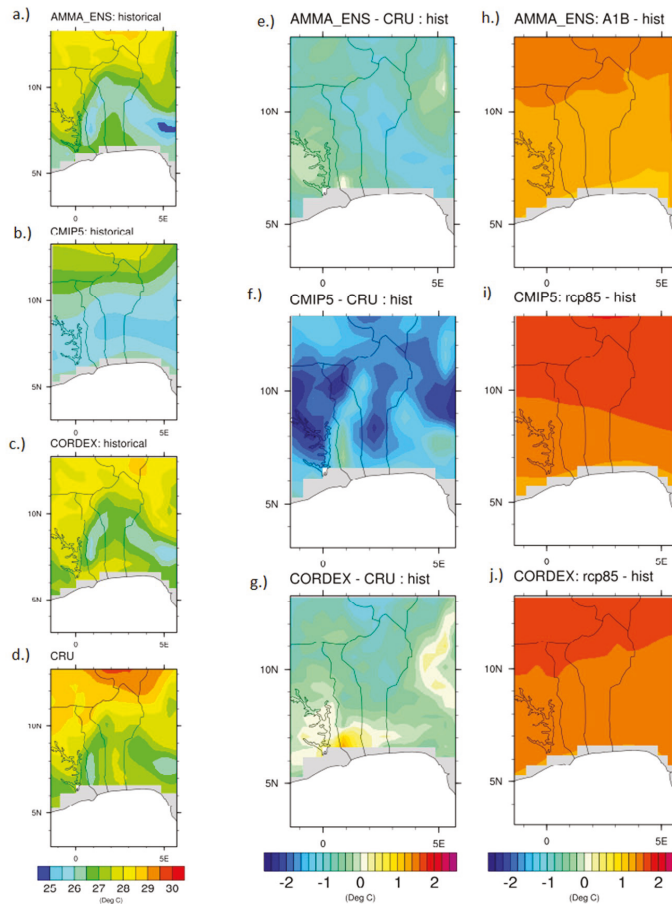 a.)
AMMA_ENS: historical
10N
5N
0
5E
b.)
CMIP5: historical
10N
5N
0
5E
c.)
CORDEX: historical
10N
5N
0
5E
d.)
CRU
10N
5N
0
5E
25 26 27 28 29 30
(Deg C)
e.)
AMMA_ENS - CRU : hist
10N
5N
0
5E
f.)
CMIP5 - CRU : hist
10N
5N
0
5E
g.)
CORDEX - CRU : hist
10N
5N
0
5E
-2 -1 0 1 2
(Deg C)
h.)
AMMA_ENS: A1B - hist
10N
5N
0
5E
i)
CMIP5: rcp85 - hist
10N
5N
0
5E
j.)
CORDEX: rcp85 - hist
10N
5N
0
5E
-2 -1 0 1 2
(Deg C)